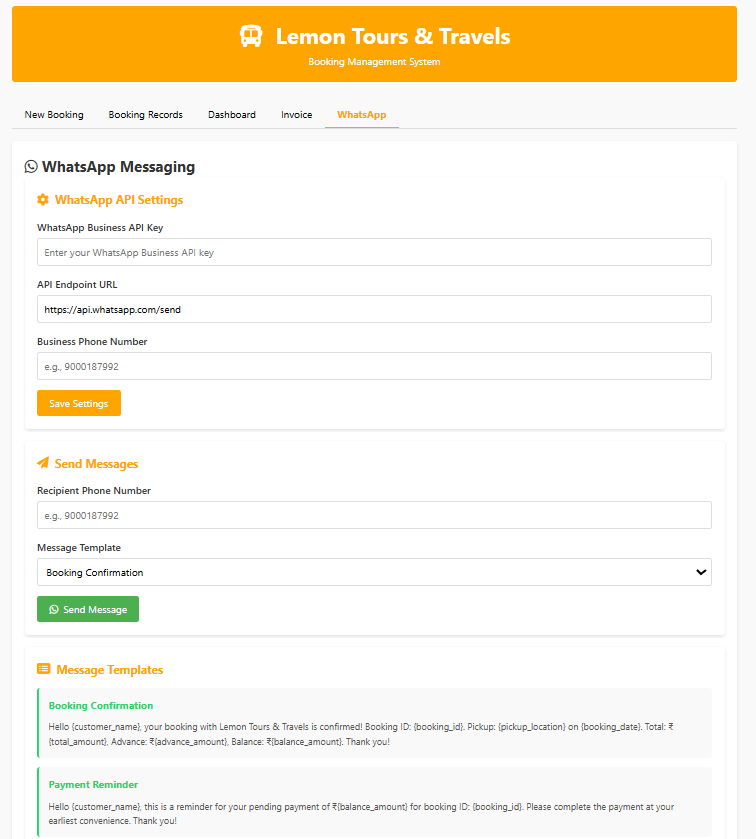 Lemon Tours & Travels
Booking Management System
New Booking Booking Records Dashboard Invoice WhatsApp
WhatsApp Messaging
WhatsApp API Settings
WhatsApp Business API Key
Enter your WhatsApp Business API key
API Endpoint URL
https://api.whatsapp.com/send
Business Phone Number
e.g., 9000187992
Save Settings
Send Messages
Recipient Phone Number
e.g., 9000187992
Message Template
Booking Confirmation
Send Message
Message Templates
Booking Confirmation
Hello {customer_name}, your booking with Lemon Tours & Travels is confirmed! Booking ID: {booking_id}. Pickup: {pickup_location} on {booking_date}. Total: ₹
{total_amount}, Advance: ₹{advance_amount}, Balance: ₹{balance_amount}. Thank you!
Payment Reminder
Hello {customer_name}, this is a reminder for your pending payment of ₹{balance_amount} for booking ID: {booking_id}. Please complete the payment at your
earliest convenience. Thank you!